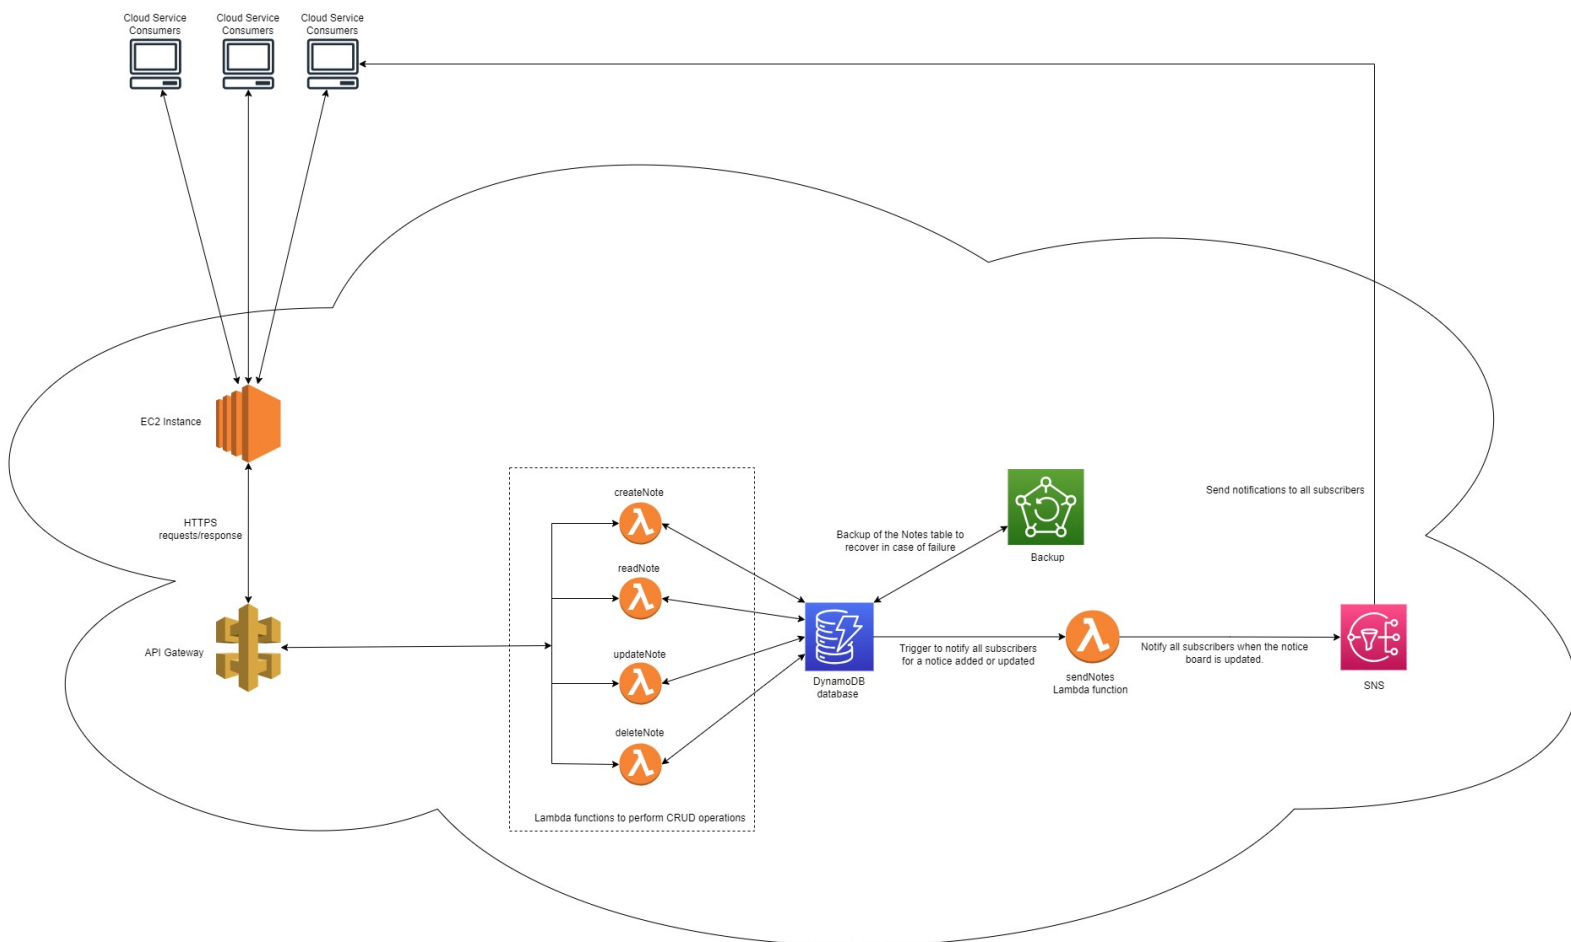 Cloud Service
Consumers
Cloud Service
Consumers
Cloud Service
Consumers
EC2 Instance
HTTPS
requests/response
API Gateway
createNote
readNote
updateNote
deleteNote
Lambda functions to perform CRUD operations
Backup of the Notes table to
recover in case of failure
Backup
DynamoDB
database
Trigger to notify all subscribers
for a notice added or updated
sendNotes
Lambda function
Notify all subscribers when the notice
board is updated.
Send notifications to all subscribers
SNS